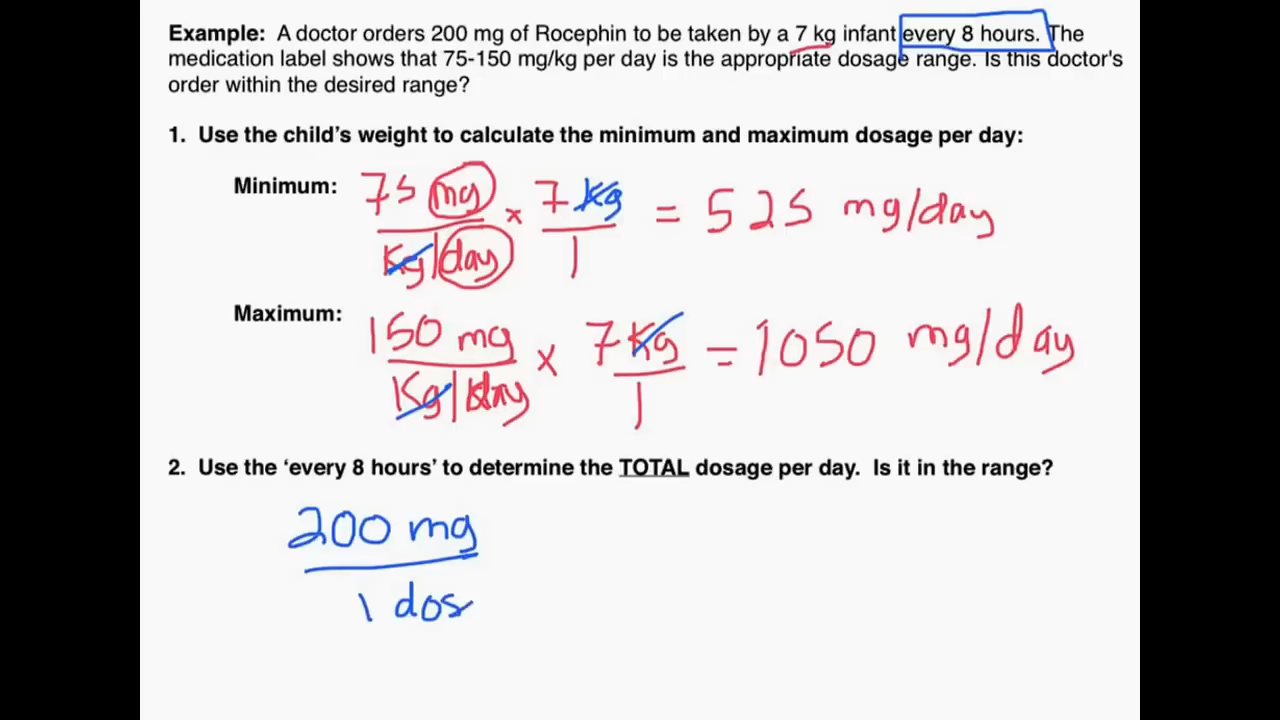 Example: A doctor orders 200 mg of Rocephin to be taken by a 7 kg infant every 8 hours. The
medication label shows that 75-150 mg/kg per day is the appropriate dosage range. Is this doctor's
order within the desired range?
1. Use the child's weight to calculate the minimum and maximum dosage per day:
Minimum: 75 mg × 7 kg = 525 mg/day
Kg/day 1
Maximum: 150 mg × 7 Kg = 1050 mg/day
Kg/day 1
2. Use the 'every 8 hours' to determine the TOTAL dosage per day. Is it in the range?
200 mg
1 dos